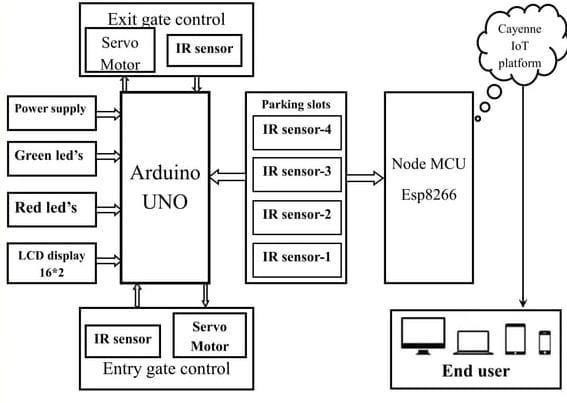 Exit gate control
Servo
Motor
IR sensor
Power supply
Green led's
Red led's
LCD display
16*2
Arduino
UNO
Parking slots
IR sensor-4
IR sensor-3
IR sensor-2
IR sensor-1
Node MCU
Esp8266
Cayenne
IoT
platform
IR sensor
Servo
Motor
Entry gate control
End user